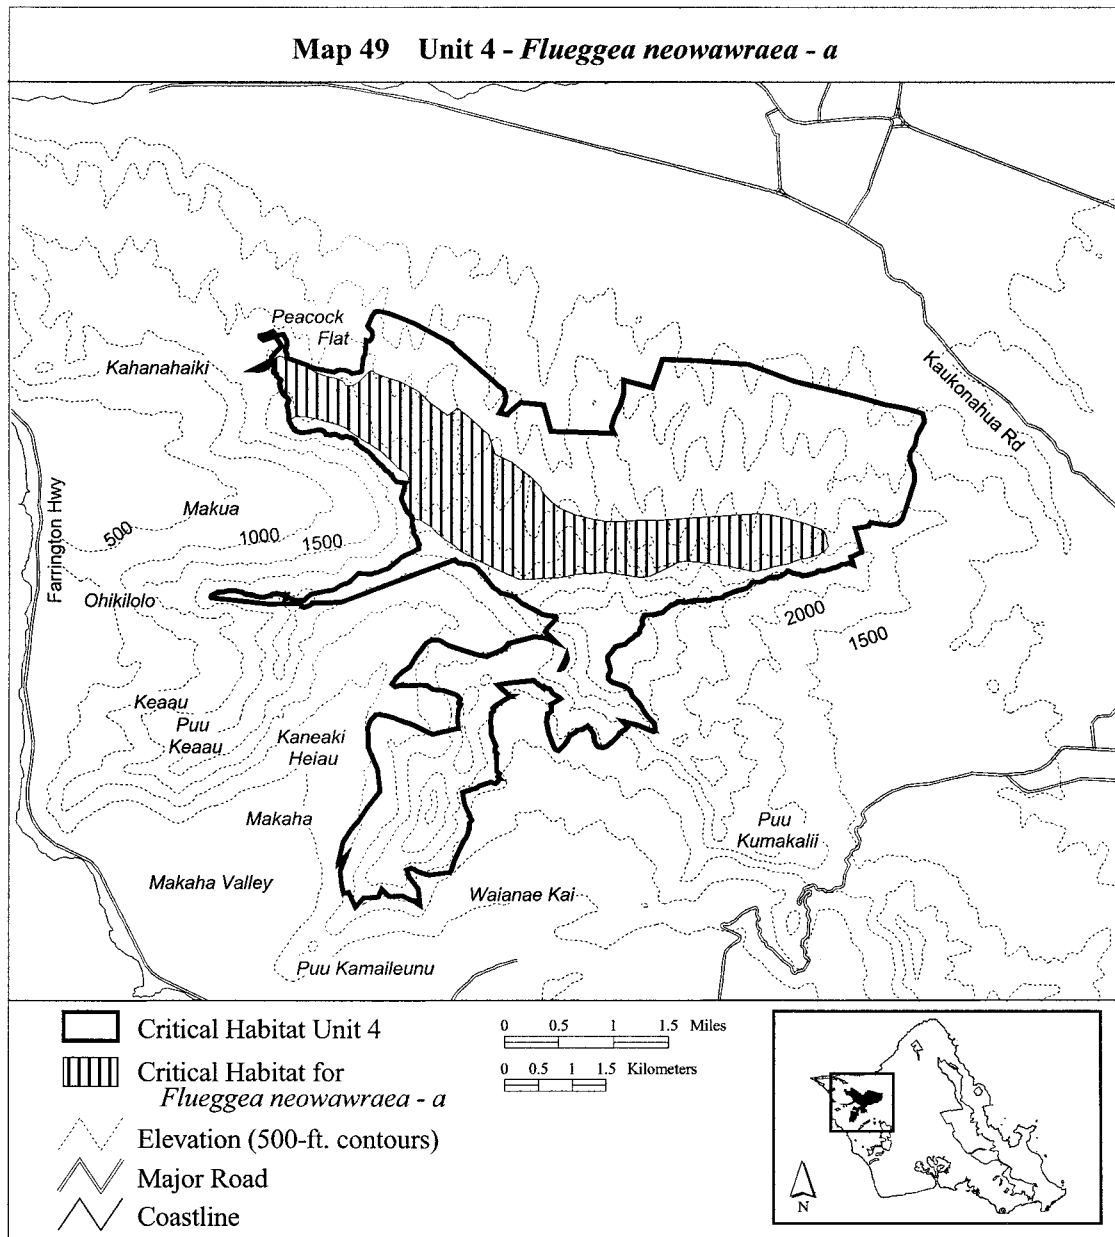 Map 49 Unit 4 - Flueggea neowawraea - a
Peacock
Flat
Kahanahaiki
Kaukonahua Rd
Farrington Hwy
Makua
500
1000
1500
Ohikilolo
2000
1500
Keaau
Puu
Keaau
Kaneaki
Heiau
Makaha
Puu
Kumakalii
Makaha Valley
Waianae Kai
Puu Kamaileunu
Critical Habitat Unit 4
Critical Habitat for
Flueggea neowawraea - a
Elevation (500-ft. contours)
Major Road
Coastline
0 0.5 1 1.5 Miles
0 0.5 1 1.5 Kilometers
N